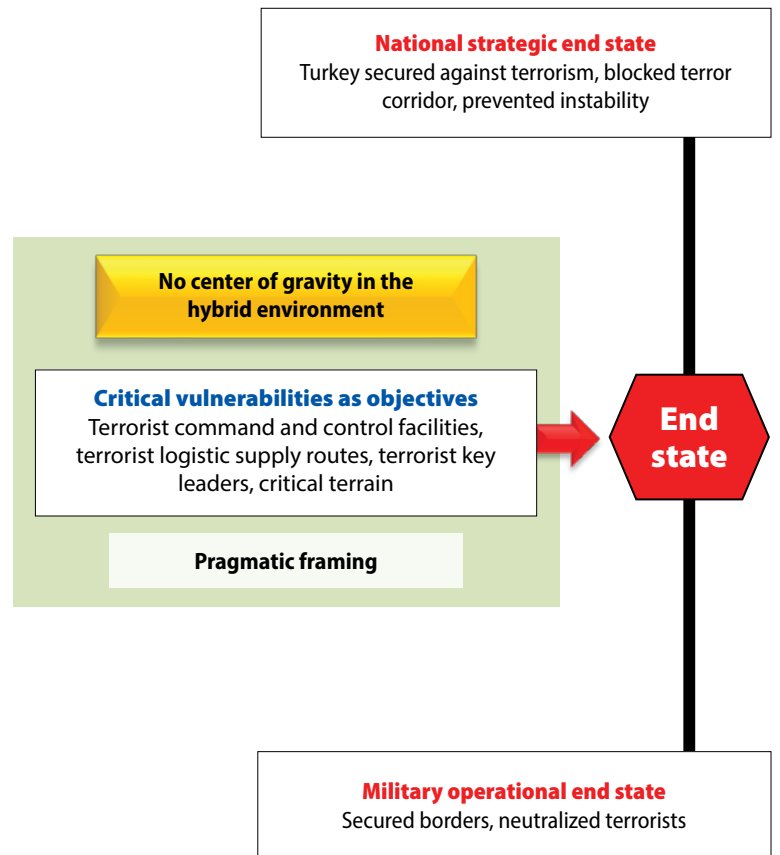 National strategic end state
Turkey secured against terrorism, blocked terror
corridor, prevented instability
No center of gravity in the
hybrid environment
Critical vulnerabilities as objectives
Terrorist command and control facilities,
terrorist logistic supply routes, terrorist key
leaders, critical terrain
Pragmatic framing
End
state
Military operational end state
Secured borders, neutralized terrorists